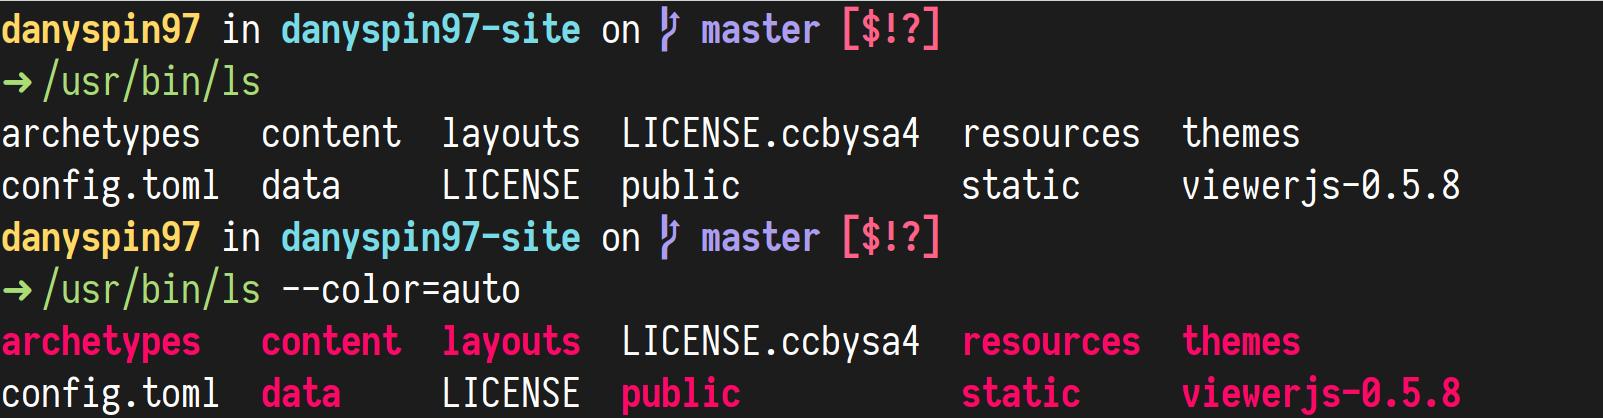 danyspin97 in danyspin97-site on  master [$!?]
➜ /usr/bin/ls
archetypes content layouts LICENSE.ccbysa4 resources themes
config.toml data LICENSE public static viewerjs-0.5.8
danyspin97 in danyspin97-site on  master [$!?]
➜ /usr/bin/ls --color=auto
archetypes content layouts LICENSE.ccbysa4 resources themes
config.toml data LICENSE public static viewerjs-0.5.8